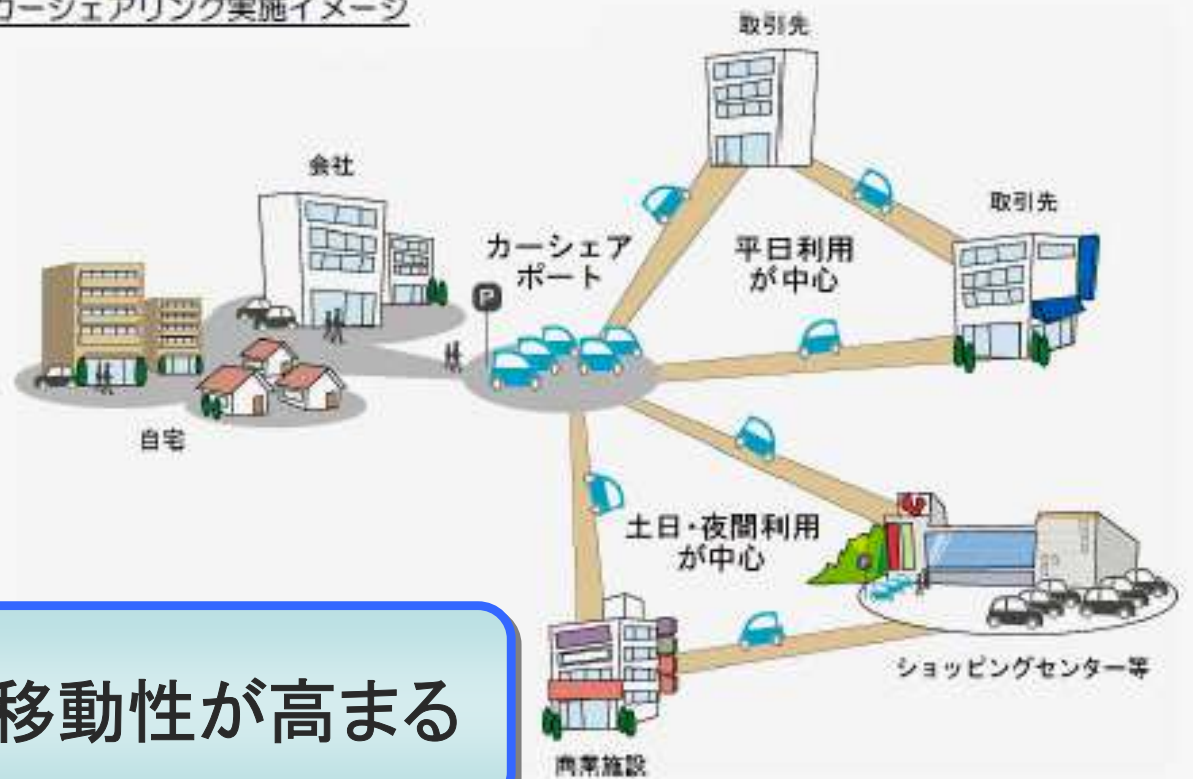 カーシェアリング実施イメージ
取引先
会社
取引先
カーシェア
ポート
平日利用
が中心
P
自宅
土日・夜間利用
が中心
ショッピングセンター等
移動性が高まる
商業施設